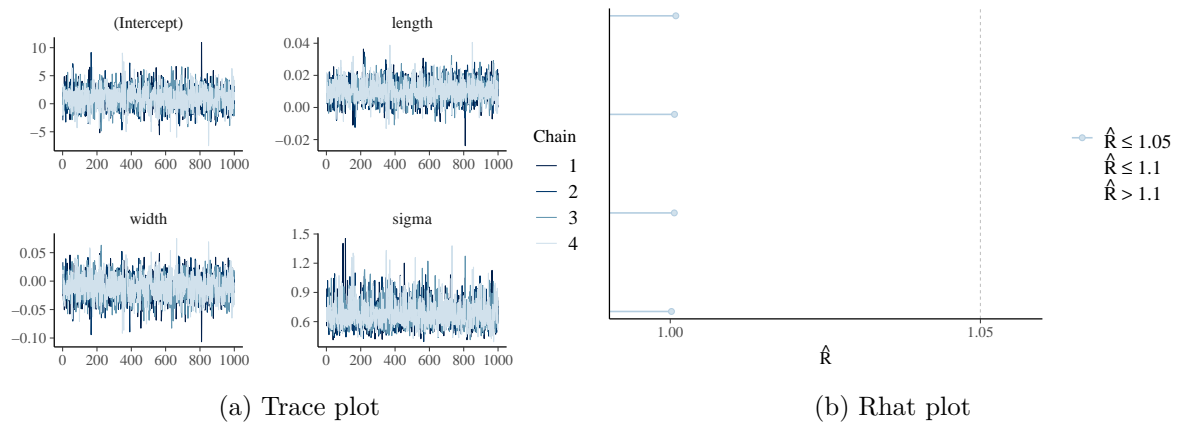 (Intercept)
length
10
5
0
−5
0.04
0.02
0.00
−0.02
0 200 400 600 800 1000
0 200 400 600 800 1000
width
sigma
0.05
0.00
−0.05
−0.10
1.5
1.2
0.9
0.6
0 200 400 600 800 1000
0 200 400 600 800 1000
Chain
1
2
3
4
(a) Trace plot
1.00 1.05
R̂
R̂ ≤ 1.05
R̂ ≤ 1.1
R̂ > 1.1
(b) Rhat plot